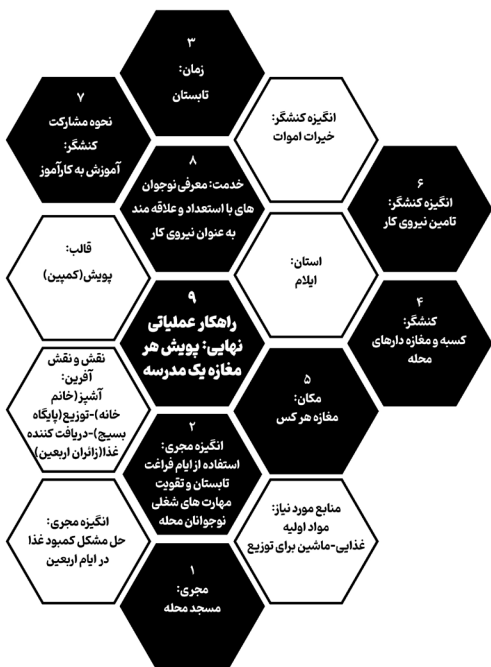 ۳
زمان:
تابستان
انگیزه کنشگر:
خیرات اموات
۷
نحوه مشارکت
کنشگر:
آموزش به کارآموز
۸
خدمت: معرفی نوجوان
های با استعداد و علاقه مند
به عنوان نیروی کار
۶
انگیزه کنشگر:
تامین نیروی کار
استان:
ایلام
قالب:
پویش(کمپین)
۹
راهکار عملیاتی
نهایی: پویش هر
مغازه یک مدرسه
۴
کنشگر:
کسبه و مغازه دارهای
محله
نقش و نقش
آفرین:
آشپز(خانم
خانه)-توزیع(پایگاه
بسیج)-دریافت کننده
غذا(زائران اربعین)
۵
مکان:
مغازه هر کس
۲
انگیزه مجری:
استفاده از ایام فراغت
تابستان و تقویت
مهارت های شغلی
نوجوانان محله
منابع مورد نیاز:
مواد اولیه
غذایی-ماشین برای توزیع
انگیزه مجری:
حل مشکل کمبود غذا
در ایام اربعین
۱
مجری:
مسجد محله